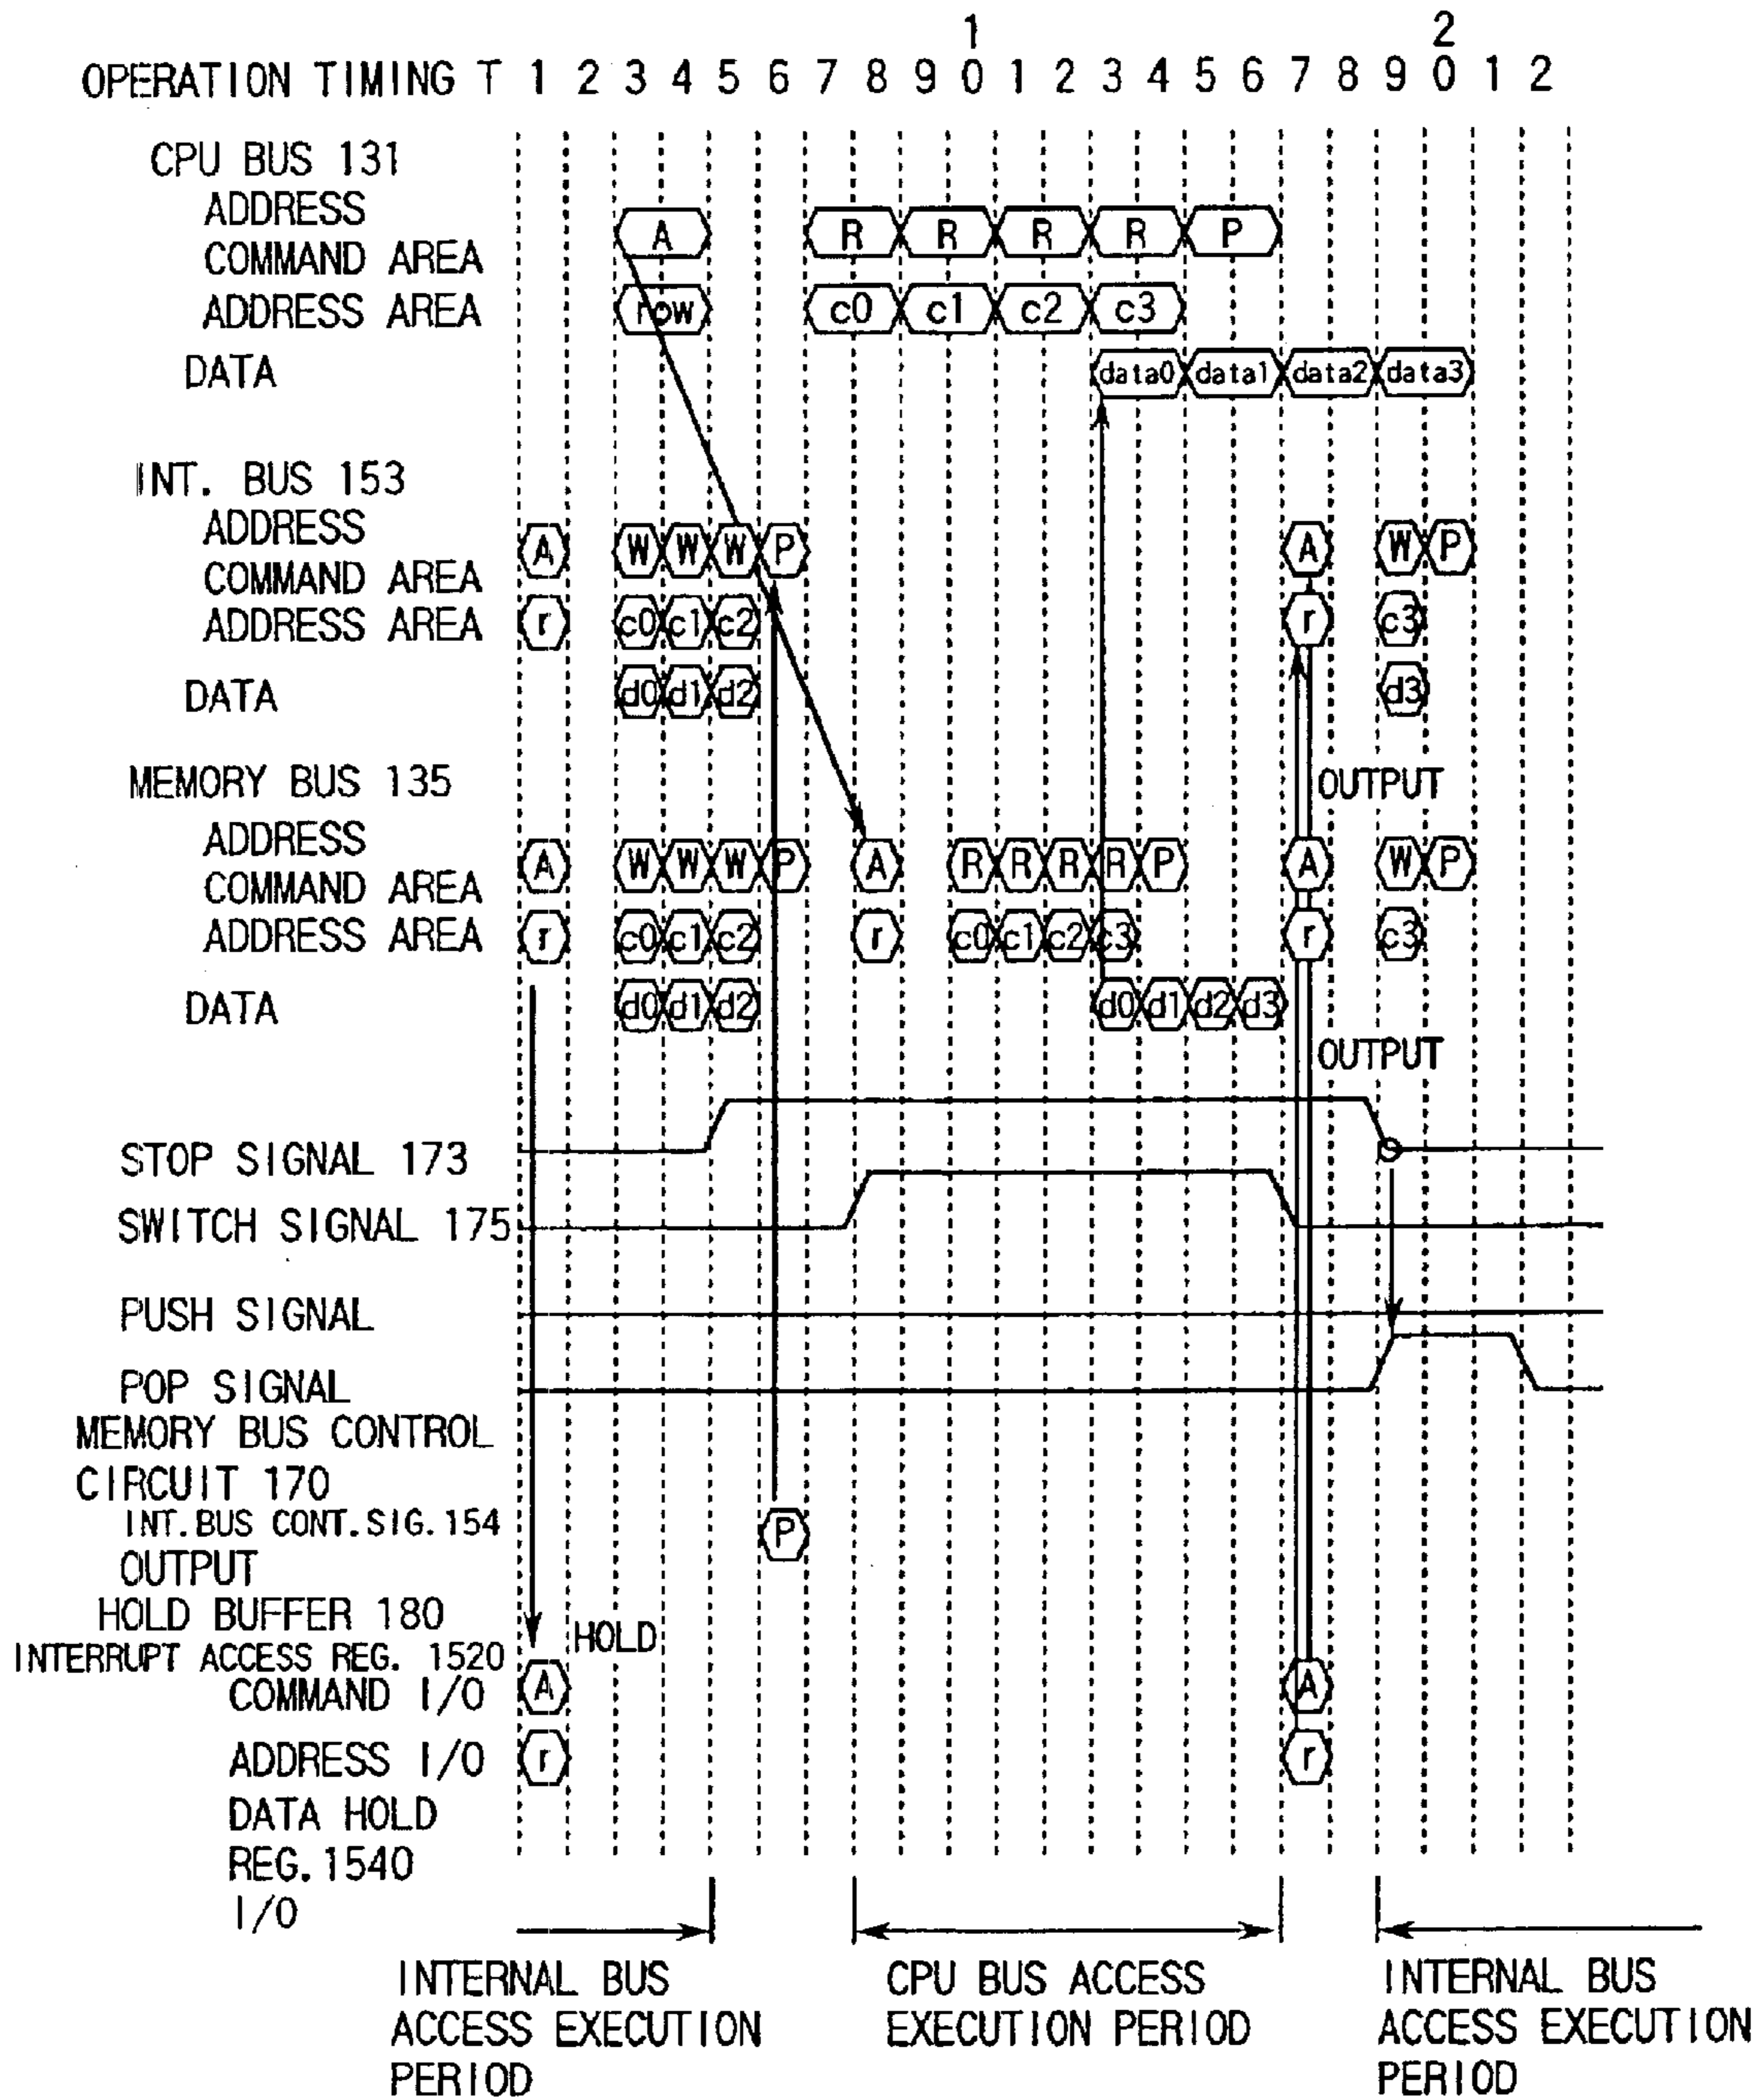 1 2
OPERATION TIMING T 1 2 3 4 5 6 7 8 9 0 1 2 3 4 5 6 7 8 9 0 1 2
CPU BUS 131
ADDRESS
COMMAND AREA A R R R R P
ADDRESS AREA row c0 c1 c2 c3
DATA data0 data1 data2 data3
INT. BUS 153
ADDRESS
COMMAND AREA A W W W P A W P
ADDRESS AREA r c0 c1 c2 r c3
DATA d0 d1 d2 d3
MEMORY BUS 135 OUTPUT
ADDRESS
COMMAND AREA A W W W P A R R R R P A W P
ADDRESS AREA r c0 c1 c2 r c0 c1 c2 c3 r c3
DATA d0 d1 d2 d0 d1 d2 d3
OUTPUT
STOP SIGNAL 173
SWITCH SIGNAL 175
PUSH SIGNAL
POP SIGNAL
MEMORY BUS CONTROL
CIRCUIT 170
INT.BUS CONT.SIG.154 P
OUTPUT
HOLD BUFFER 180 HOLD
INTERRUPT ACCESS REG. 1520
COMMAND I/O A A
ADDRESS I/O r r
DATA HOLD
REG.1540
I/O
INTERNAL BUS
ACCESS EXECUTION
PERIOD
CPU BUS ACCESS
EXECUTION PERIOD
INTERNAL BUS
ACCESS EXECUTION
PERIOD